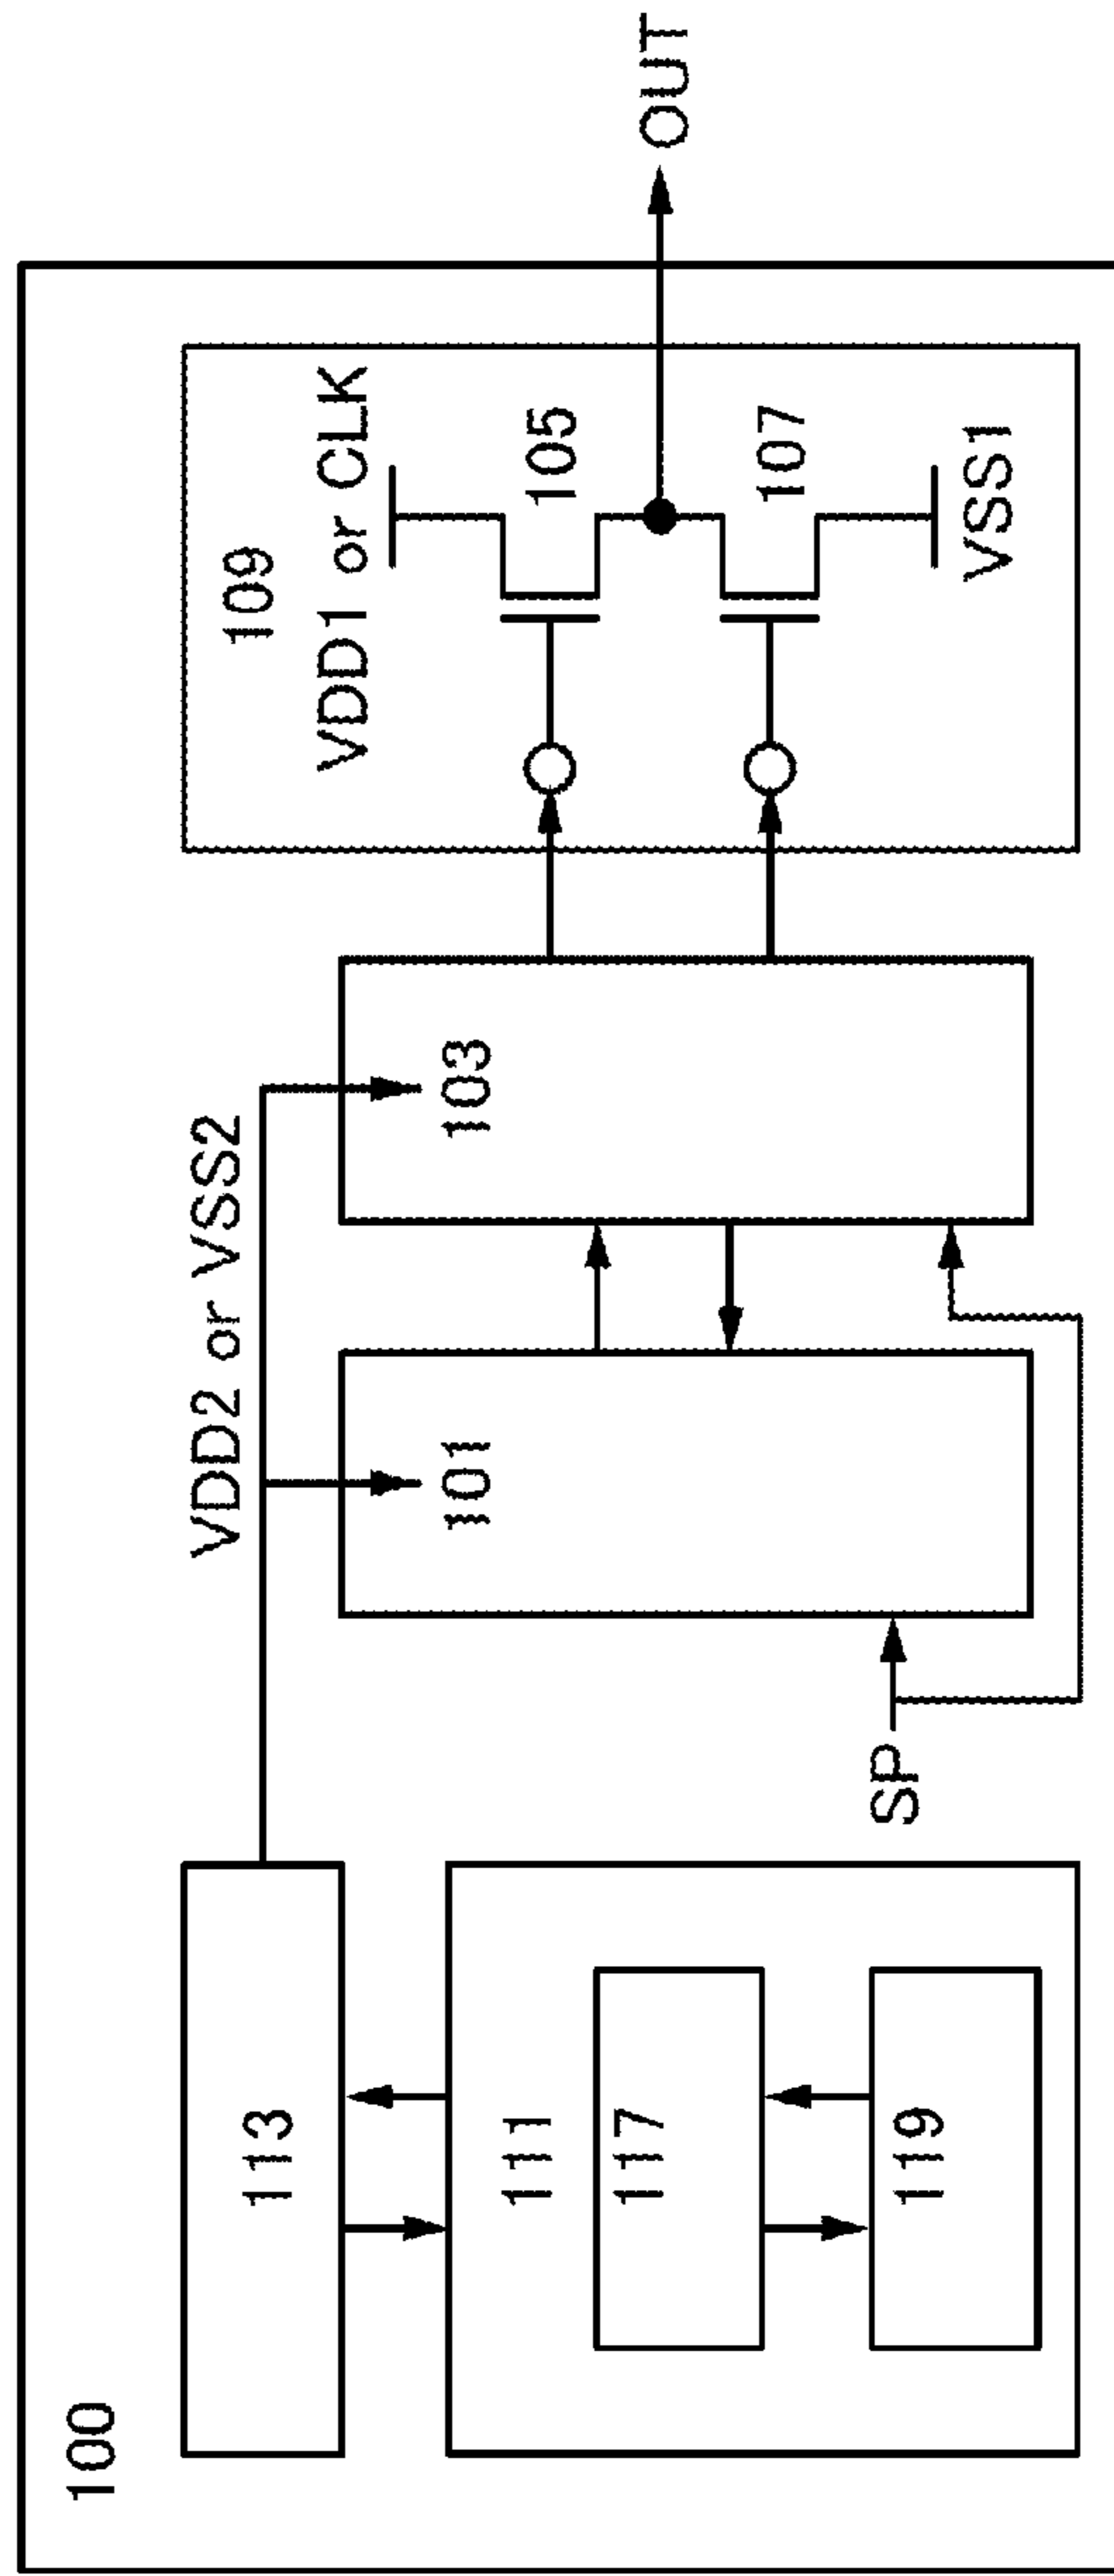 100
113
111
117
119
VDD2 or VSS2
101
103
SP
109
VDD1 or CLK
105
107
VSS1
OUT